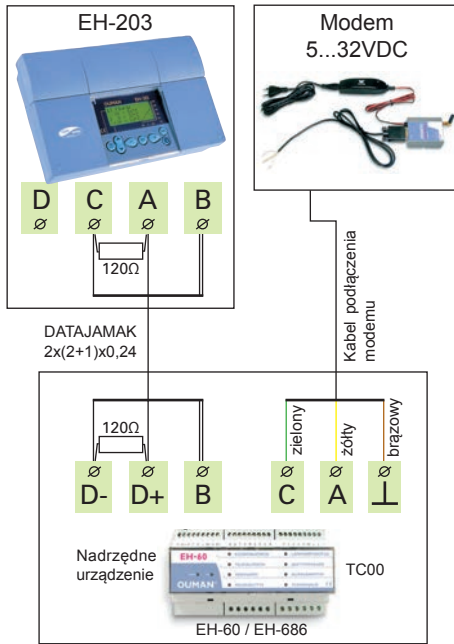 EH-203
Modem
5...32VDC
OUMAN
D C A B
120Ω
DATAJAMAK
2x(2+1)x0,24
Kabel podłączenia
modemu
120Ω
zielony
żółty
brązowy
D- D+ B C A
Nadrzędne
urządzenie
EH-60
OUMAN
TC00
EH-60 / EH-686